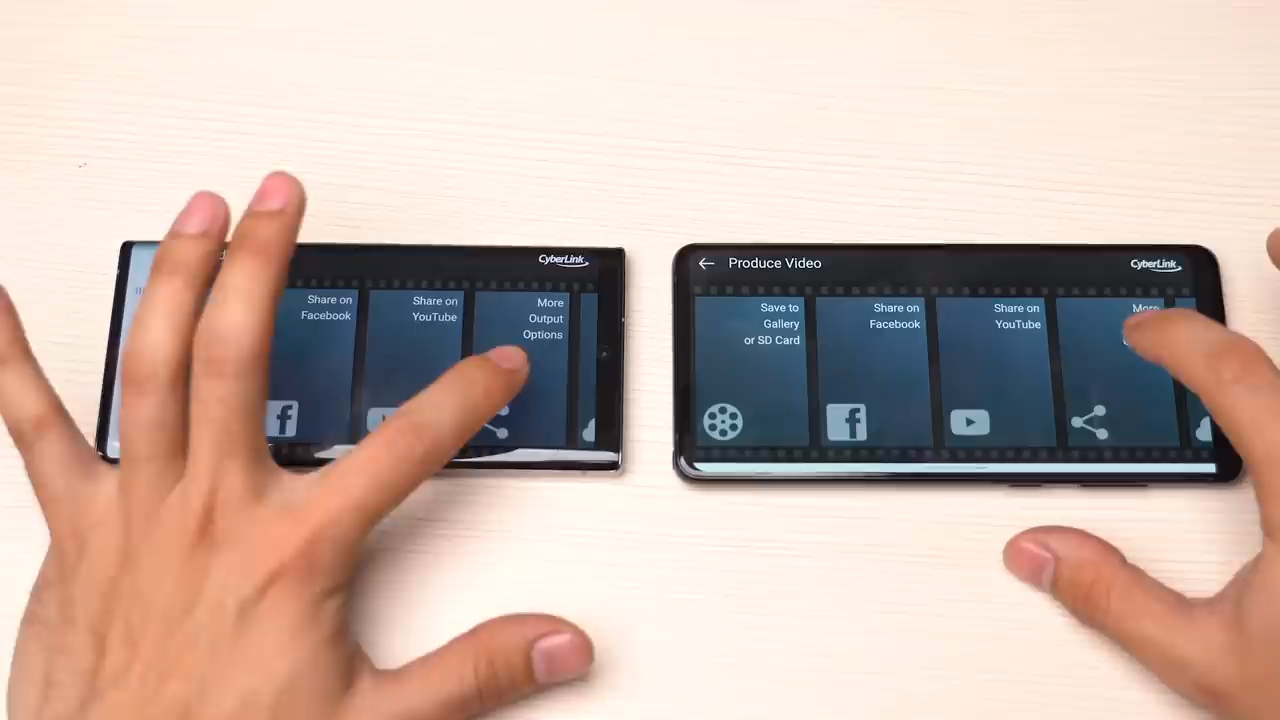 CyberLink
Share on
Facebook
Share on
YouTube
More
Output
Options
Produce Video
CyberLink
Save to
Gallery
or SD Card
Share on
Facebook
Share on
YouTube
More